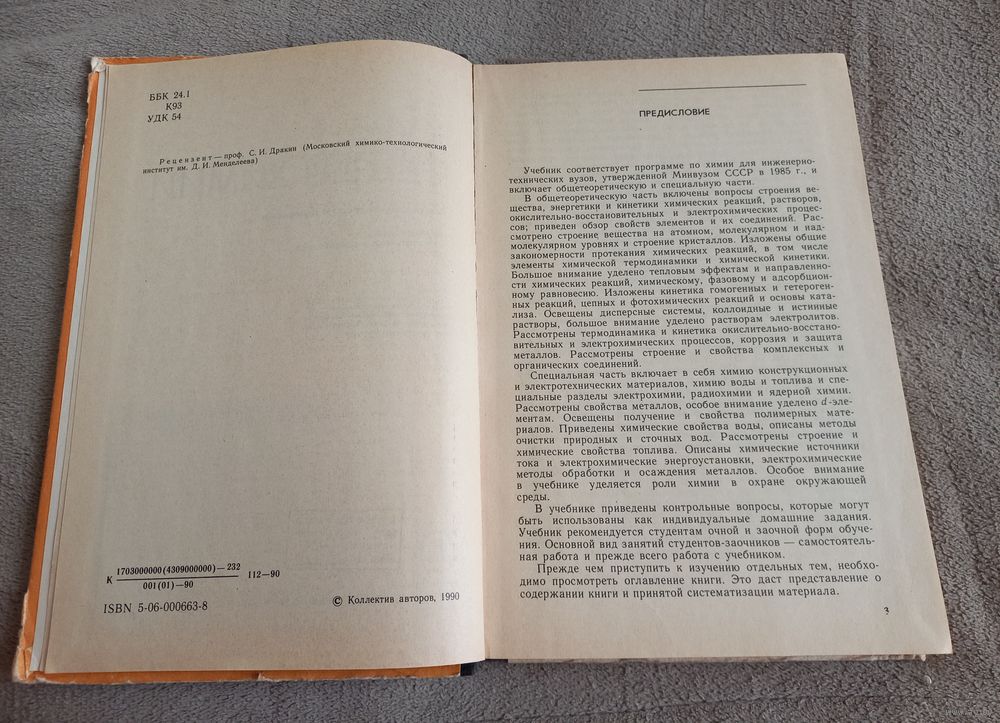 ББК 24.1
К93
УДК 54
Рецензент — проф. С. И. Дракин (Московский химико-технологический
институт им. Д. И. Менделеева)
К 1703000000(4309000000)—232
001(01)—90
112—90
ISBN 5-06-000663-8
© Коллектив авторов, 1990
ПРЕДИСЛОВИЕ
Учебник соответствует программе по химии для инженерно-
технических вузов, утвержденной Минвузом СССР в 1985 г., и
включает общетеоретическую и специальную части.
В общетеоретическую часть включены вопросы строения ве-
щества, энергетики и кинетики химических реакций, растворов,
окислительно-восстановительных и электрохимических процес-
сов; приведен обзор свойств элементов и их соединений. Рас-
смотрено строение вещества на атомном, молекулярном и над-
молекулярном уровнях и строение кристаллов. Изложены общие
закономерности протекания химических реакций, в том числе
элементы химической термодинамики и химической кинетики.
Большое внимание уделено тепловым эффектам и направленно-
сти химических реакций, химическому, фазовому и адсорбцион-
ному равновесию. Изложены кинетика гомогенных и гетероген-
ных реакций, цепных и фотохимических реакций и основы ката-
лиза. Освещены дисперсные системы, коллоидные и истинные
растворы, большое внимание уделено растворам электролитов.
Рассмотрены термодинамика и кинетика окислительно-восстано-
вительных и электрохимических процессов, коррозия и защита
металлов. Рассмотрены строение и свойства комплексных и
органических соединений.
Специальная часть включает в себя химию конструкционных
и электротехнических материалов, химию воды и топлива и спе-
циальные разделы электрохимии, радиохимии и ядерной химии.
Рассмотрены свойства металлов, особое внимание уделено d-эле-
ментам. Освещены получение и свойства полимерных мате-
риалов. Приведены химические свойства воды, описаны методы
очистки природных и сточных вод. Рассмотрены строение и
химические свойства топлива. Описаны химические источники
тока и электрохимические энергоустановки, электрохимические
методы обработки и осаждения металлов. Особое внимание
в учебнике уделяется роли химии в охране окружающей
среды.
В учебнике приведены контрольные вопросы, которые могут
быть использованы как индивидуальные домашние задания.
Учебник рекомендуется студентам очной и заочной форм обуче-
ния. Основной вид занятий студентов-заочников — самостоятель-
ная работа и прежде всего работа с учебником.
Прежде чем приступить к изучению отдельных тем, необхо-
димо просмотреть оглавление книги. Это даст представление о
содержании книги и принятой систематизации материала.
3